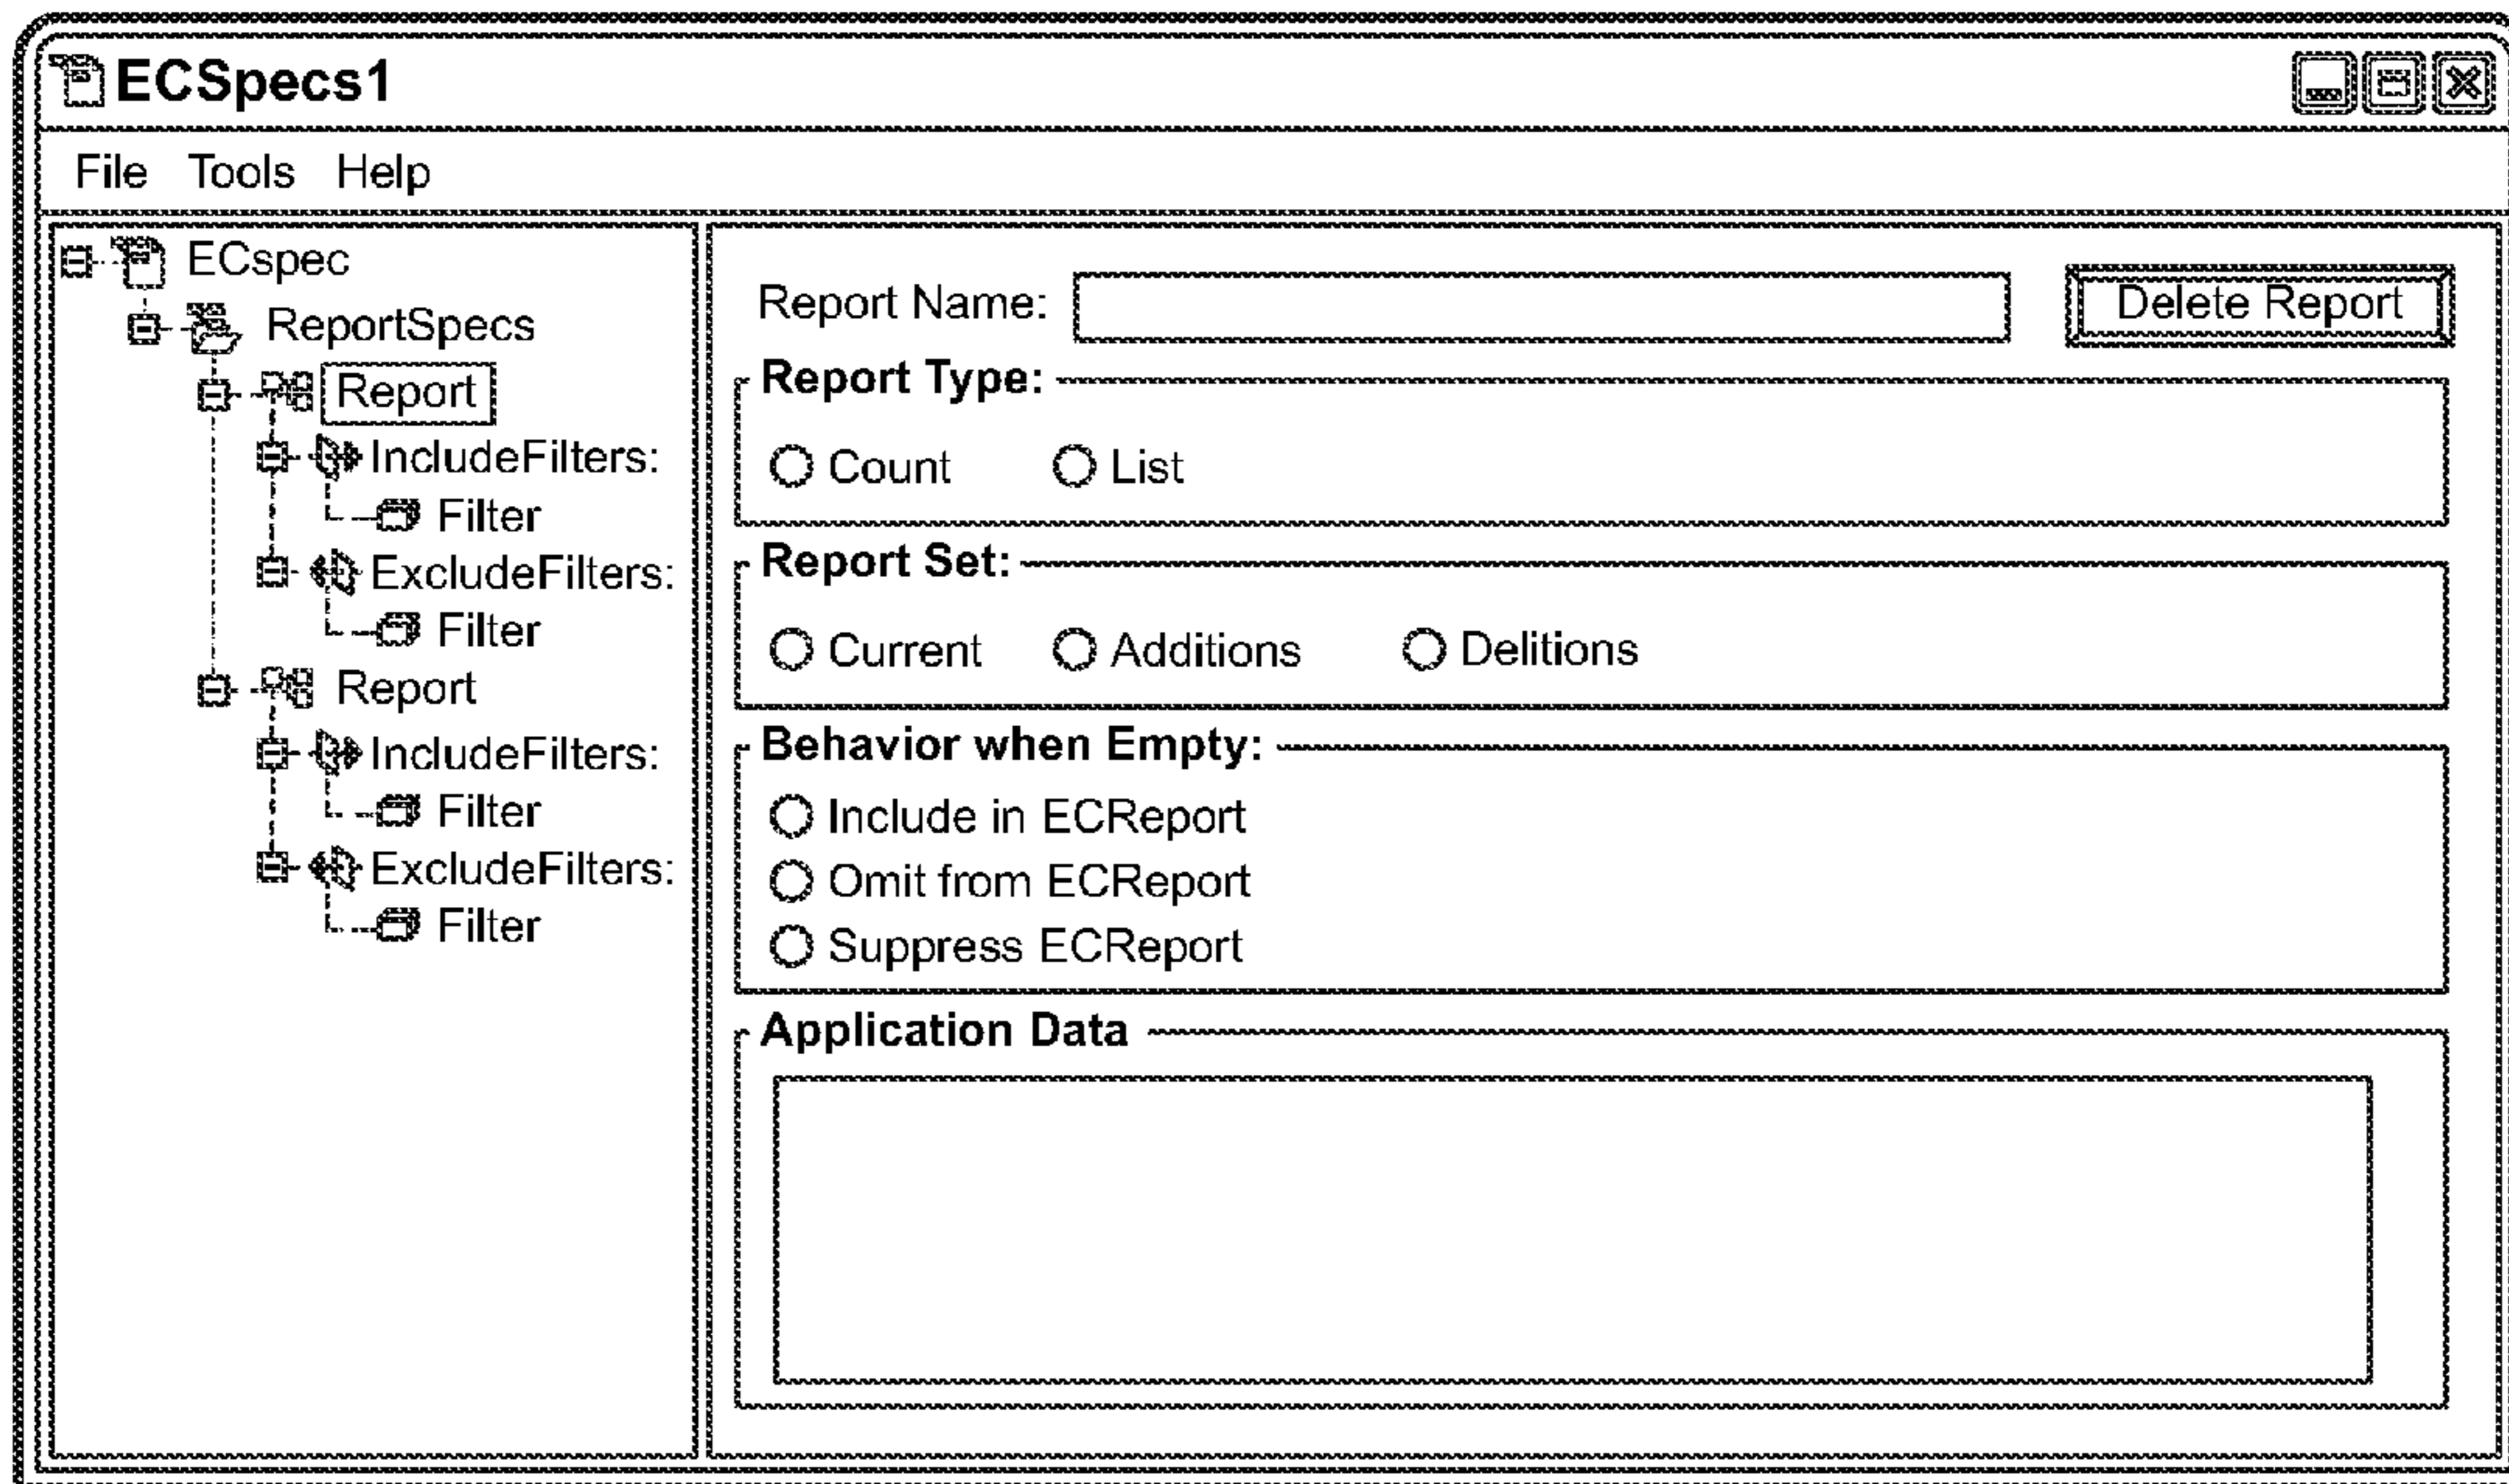 ECSpecs1
File Tools Help
ECspec
ReportSpecs
Report
IncludeFilters:
Filter
ExcludeFilters:
Filter
Report
IncludeFilters:
Filter
ExcludeFilters:
Filter
Report Name:
Delete Report
Report Type:
Count List
Report Set:
Current Additions Delitions
Behavior when Empty:
Include in ECReport
Omit from ECReport
Suppress ECReport
Application Data